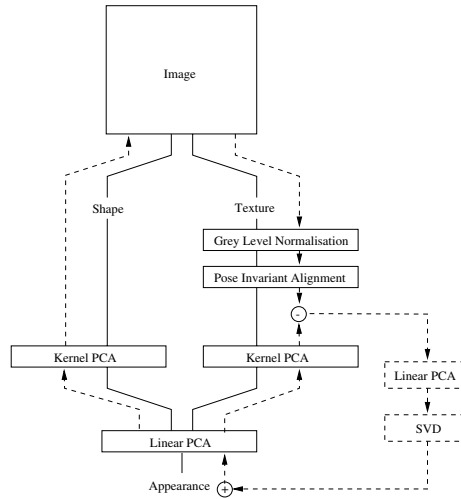 Image
Shape
Texture
Grey Level Normalisation
Pose Invariant Alignment
-
Kernel PCA
Kernel PCA
Linear PCA
SVD
Linear PCA
Appearance
+